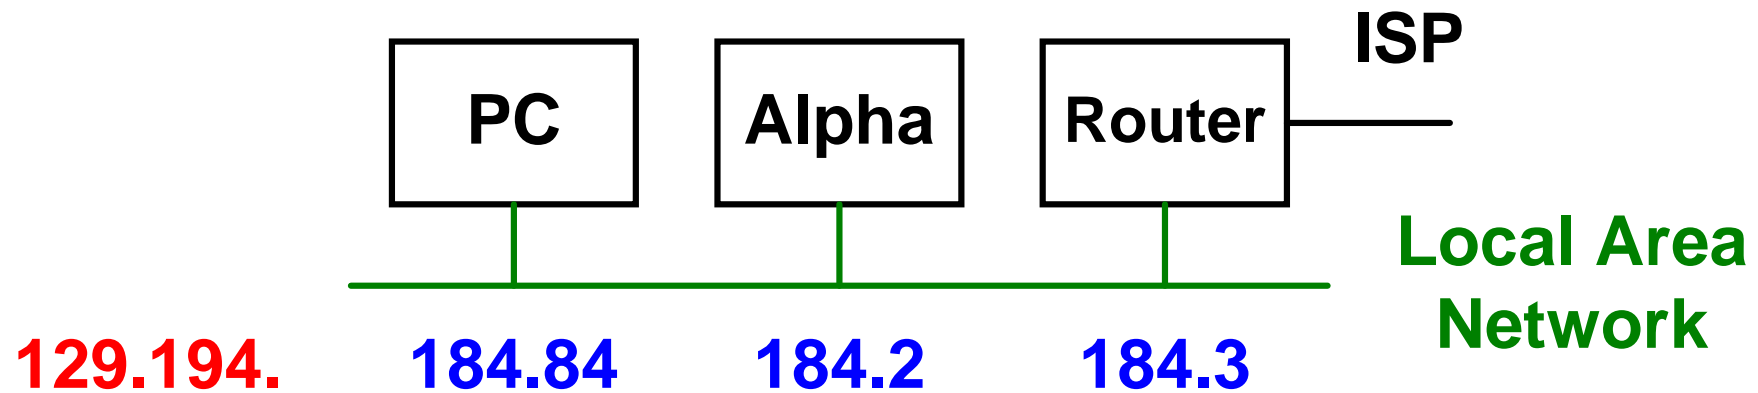 ISP
PC Alpha Router
Local Area
Network
129.194. 184.84 184.2 184.3